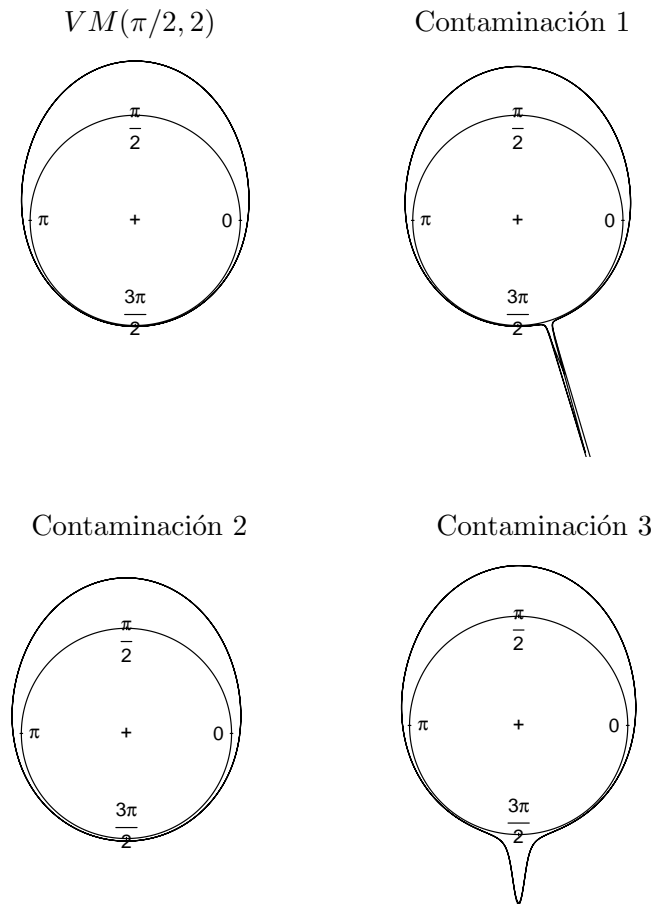 VM(π/2, 2)
π/2
π
+
0
3π/2
Contaminación 1
π/2
π
+
0
3π/2
Contaminación 2
π/2
π
+
0
3π/2
Contaminación 3
π/2
π
+
0
3π/2